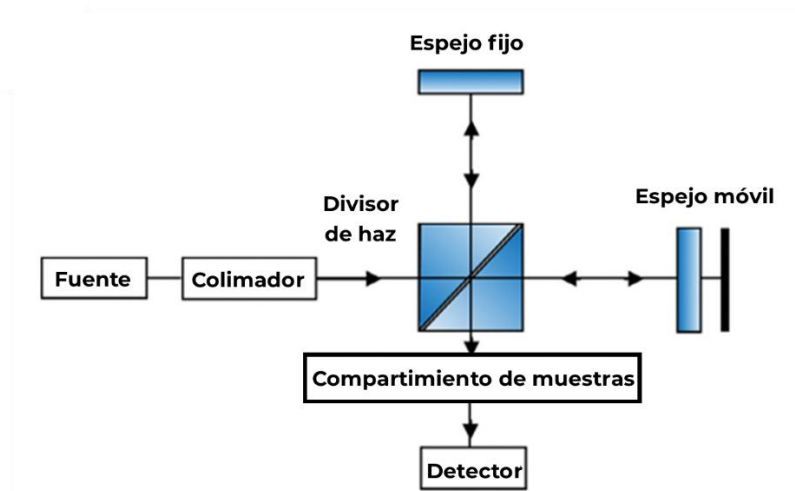 Espejo fijo
Espejo móvil
Divisor
de haz
Fuente
Colimador
Compartimiento de muestras
Detector